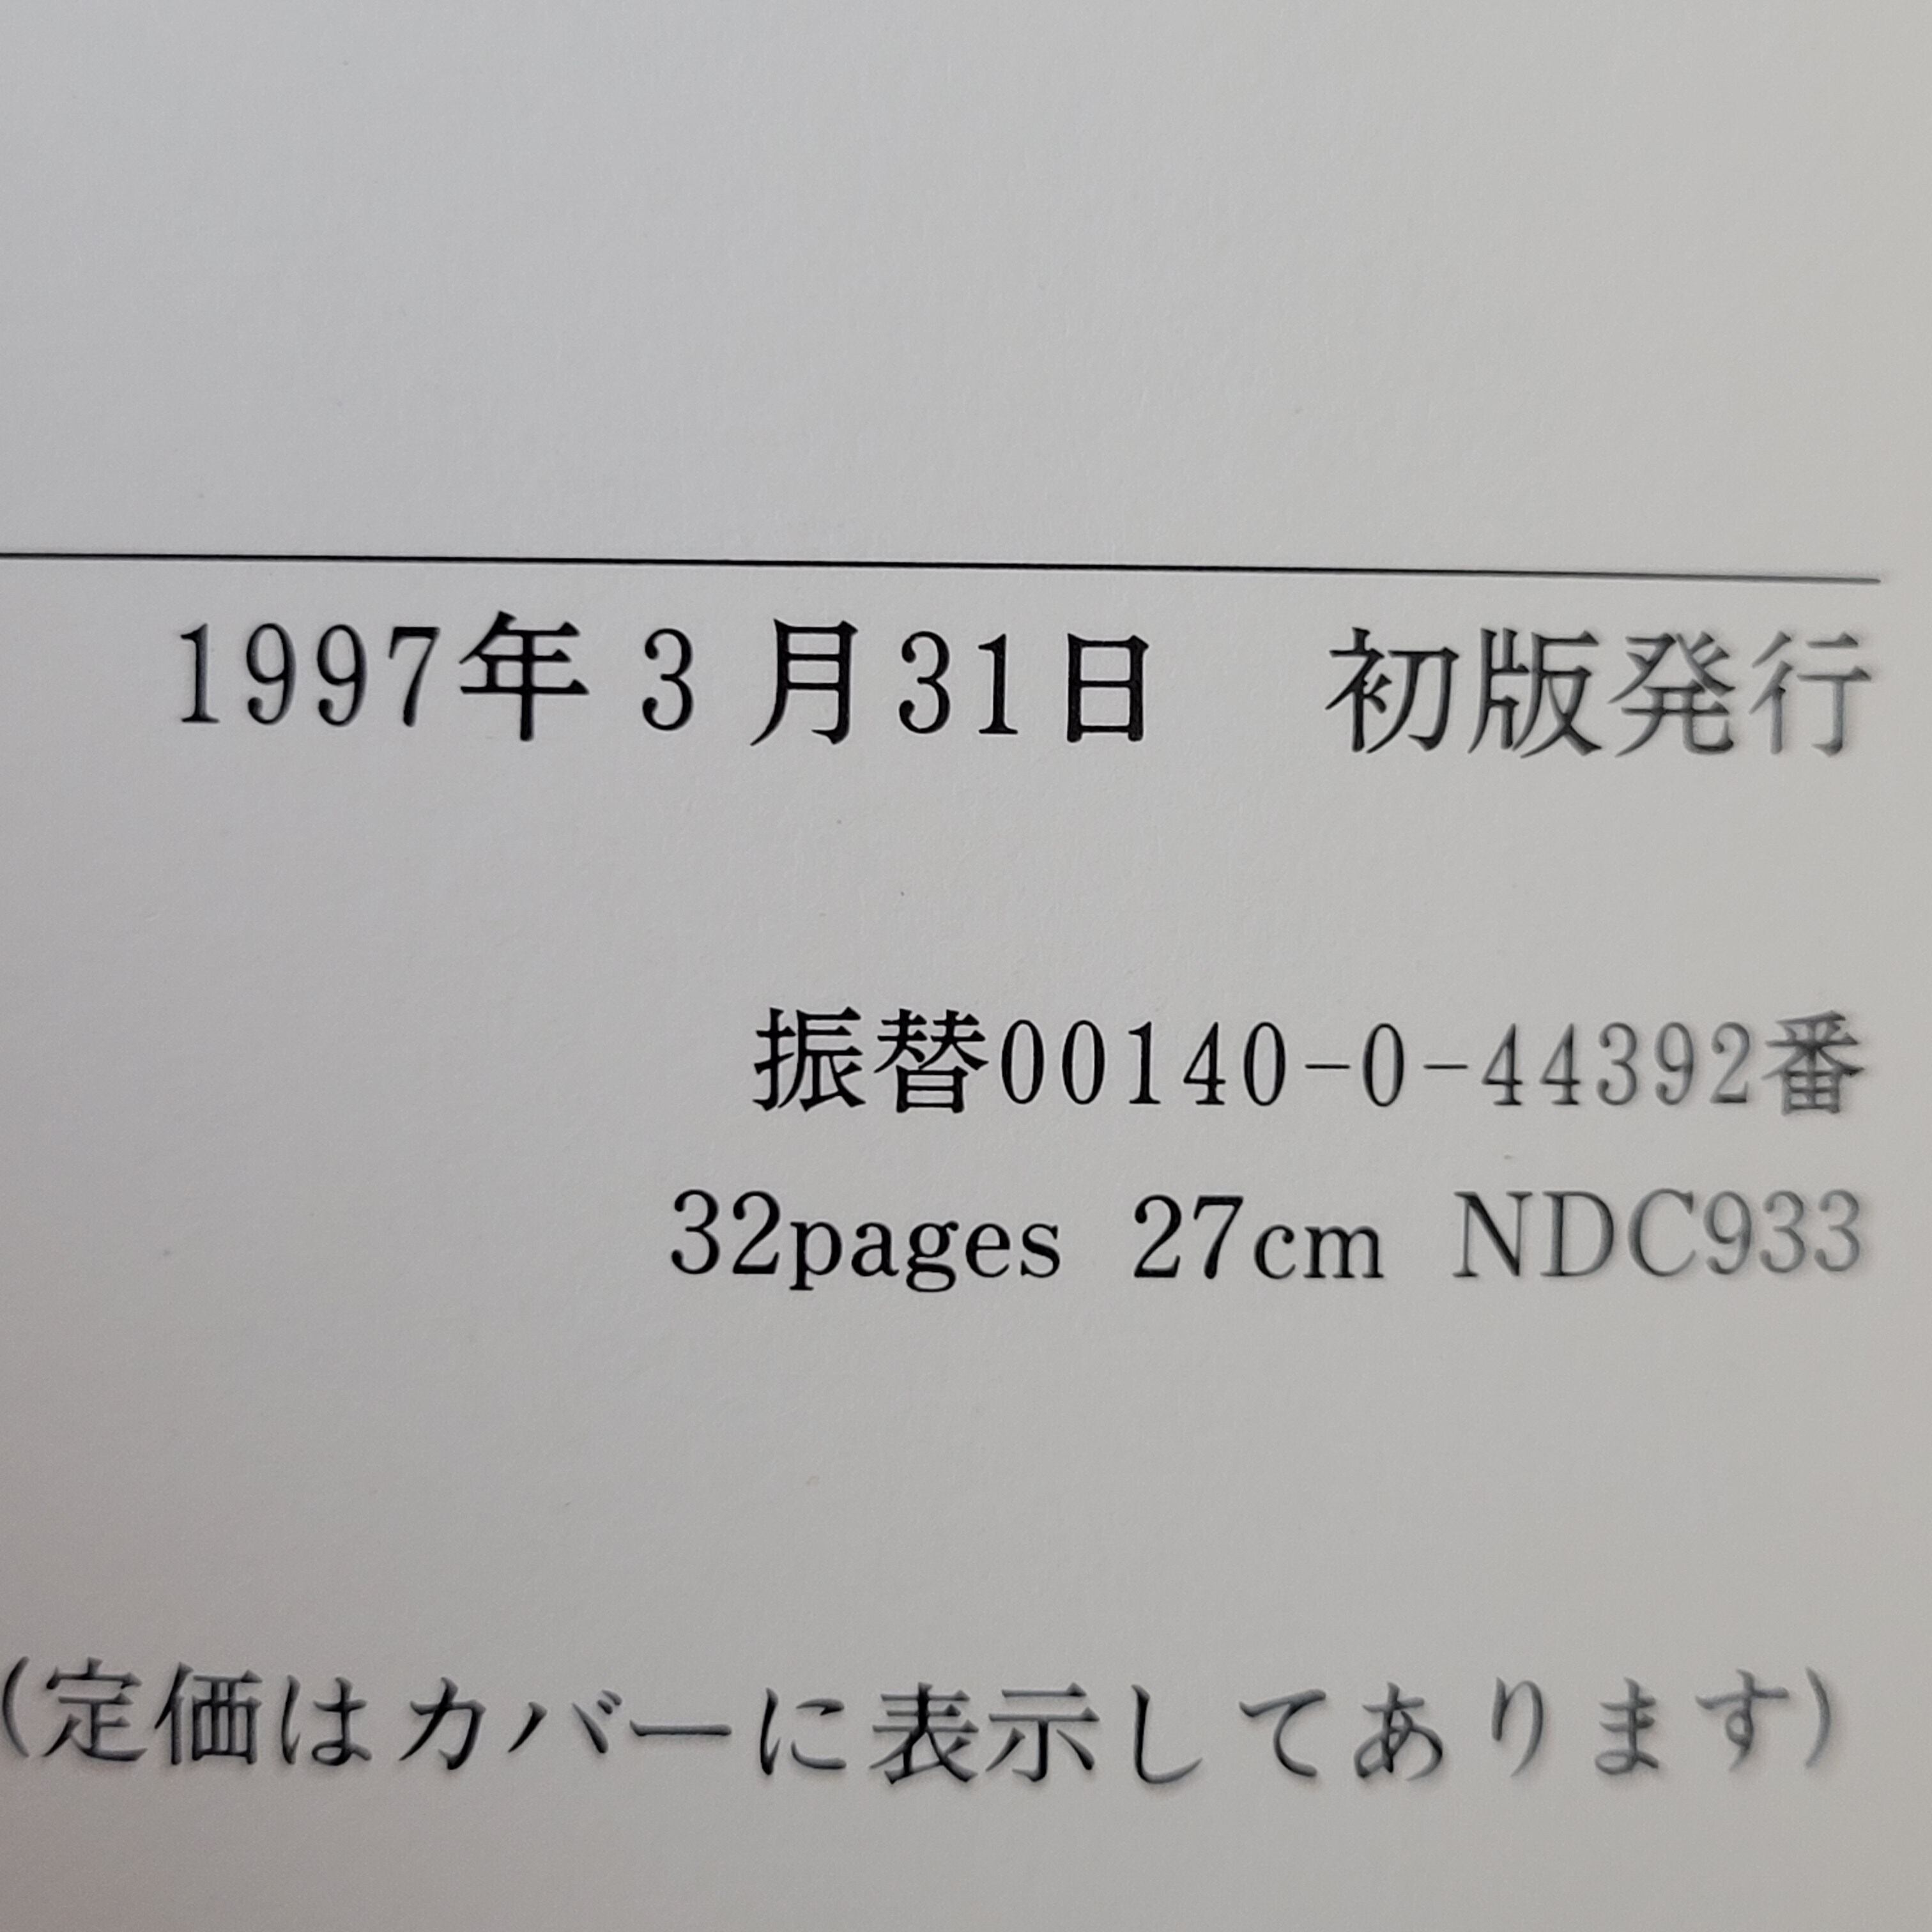 1997年3月31日　初版発行
振替00140-0-44392番
32pages 27cm NDC933
(定価はカバーに表示してあります)